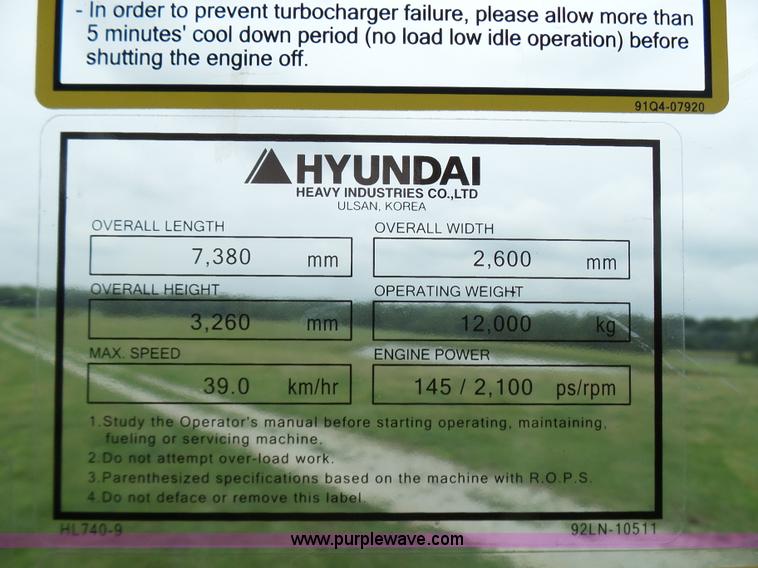 - In order to prevent turbocharger failure, please allow more than
5 minutes' cool down period (no load low idle operation) before
shutting the engine off.
91Q4-07920
HYUNDAI
HEAVY INDUSTRIES CO.,LTD
ULSAN, KOREA
OVERALL LENGTH
7,380 mm
OVERALL WIDTH
2,600 mm
OVERALL HEIGHT
3,260 mm
OPERATING WEIGHT
12,000 kg
MAX. SPEED
39.0 km/hr
ENGINE POWER
145 / 2,100 ps/rpm
1.Study the Operator's manual before starting operating, maintaining,
fueling or servicing machine.
2.Do not attempt over-load work.
3.Parenthesized specifications based on the machine with R.O.P.S.
4.Do not deface or remove this label.
HL740-9
92LN-10511
www.purplewave.com